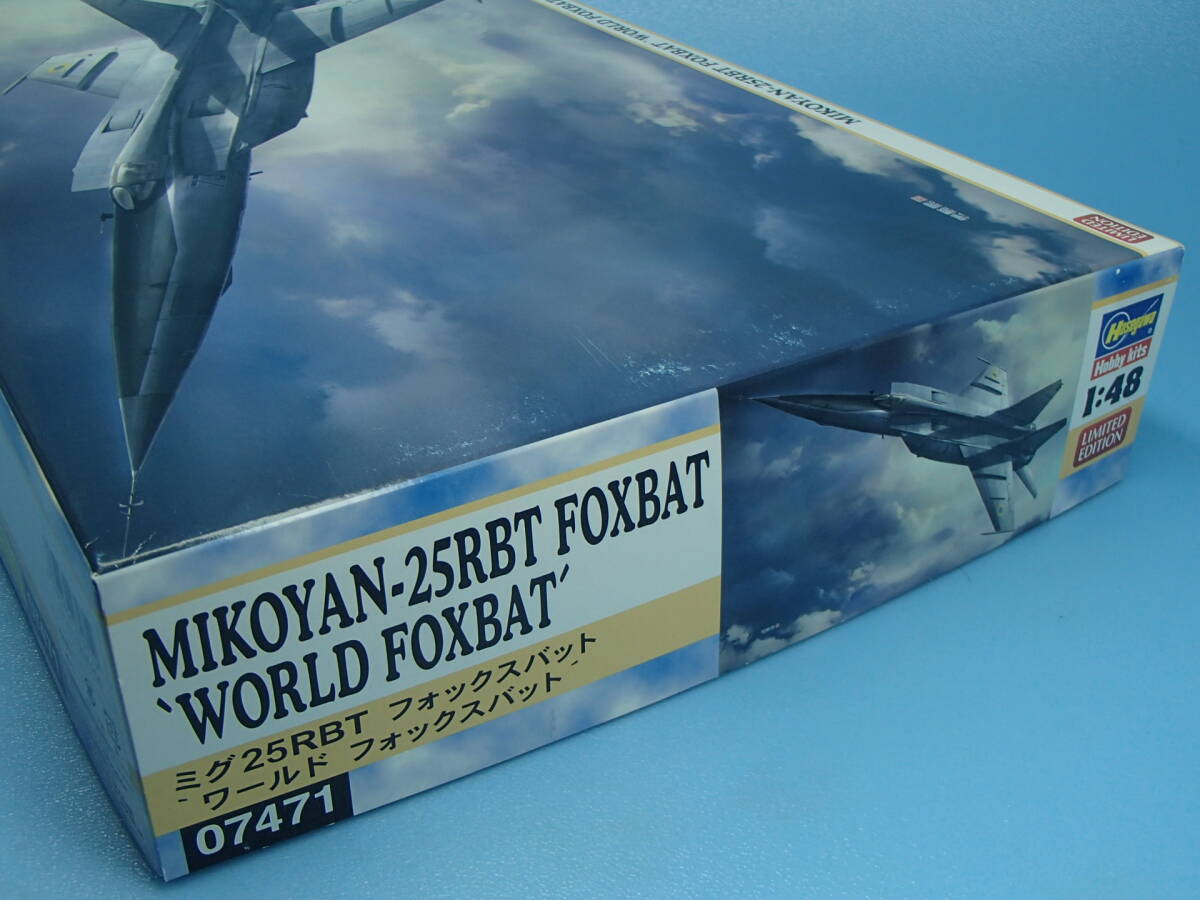 MIKOYAN-25RBT FOXBAT 'WORLD FOXBAT
LIMITED
EDITION
Hasegawa
Hobby kits
1:48
LIMITED
EDITION
MIKOYAN-25RBT FOXBAT
‵WORLD FOXBAT′
ミグ25RBT フォックスバット
‵ワールド フォックスバット′
07471